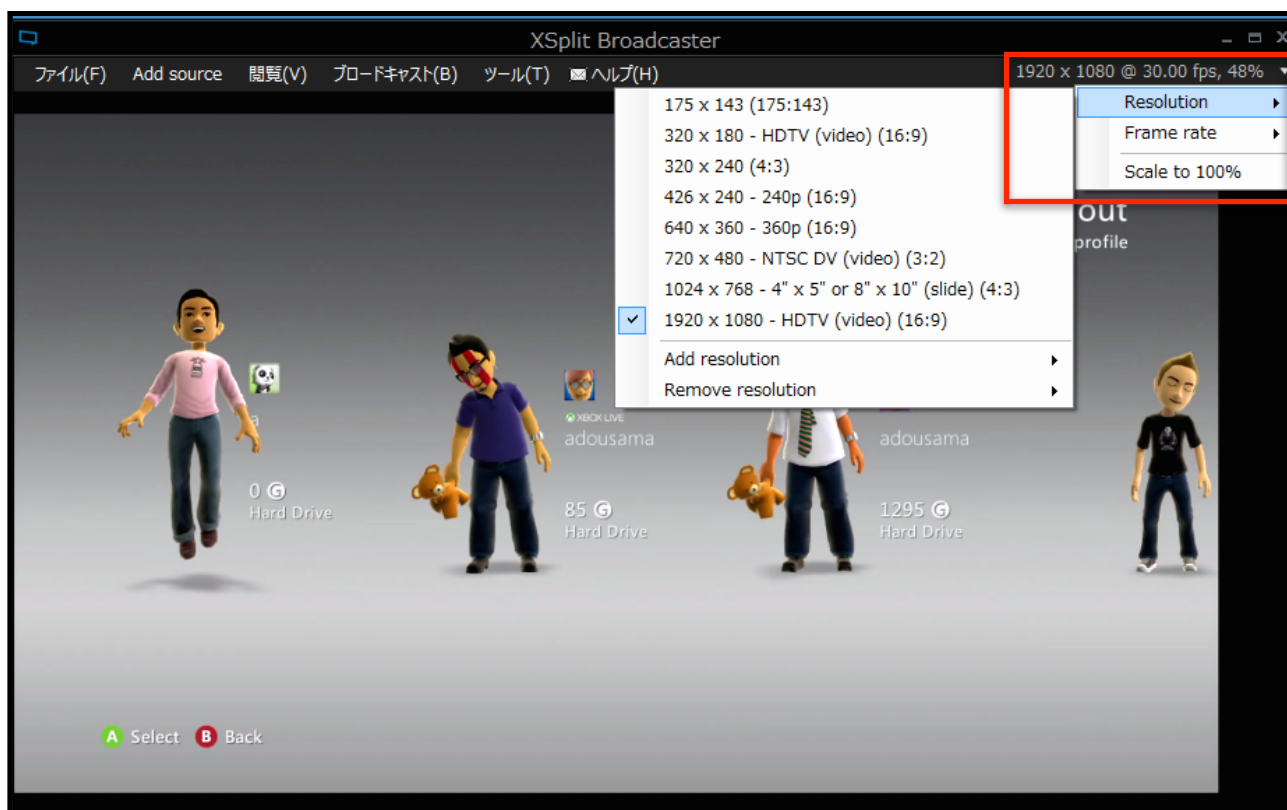 XSplit Broadcaster
ファイル(F) Add source 閲覧(V) ブロードキャスト(B) ツール(T) ヘルプ(H)
1920 x 1080 @ 30.00 fps, 48%
Resolution
Frame rate
Scale to 100%
175 x 143 (175:143)
320 x 180 - HDTV (video) (16:9)
320 x 240 (4:3)
426 x 240 - 240p (16:9)
640 x 360 - 360p (16:9)
720 x 480 - NTSC DV (video) (3:2)
1024 x 768 - 4" x 5" or 8" x 10" (slide) (4:3)
1920 x 1080 - HDTV (video) (16:9)
Add resolution
Remove resolution
out
profile
a
0 G
Hard Drive
XBOX LIVE
adousama
85 G
Hard Drive
adousama
1295 G
Hard Drive
A Select B Back